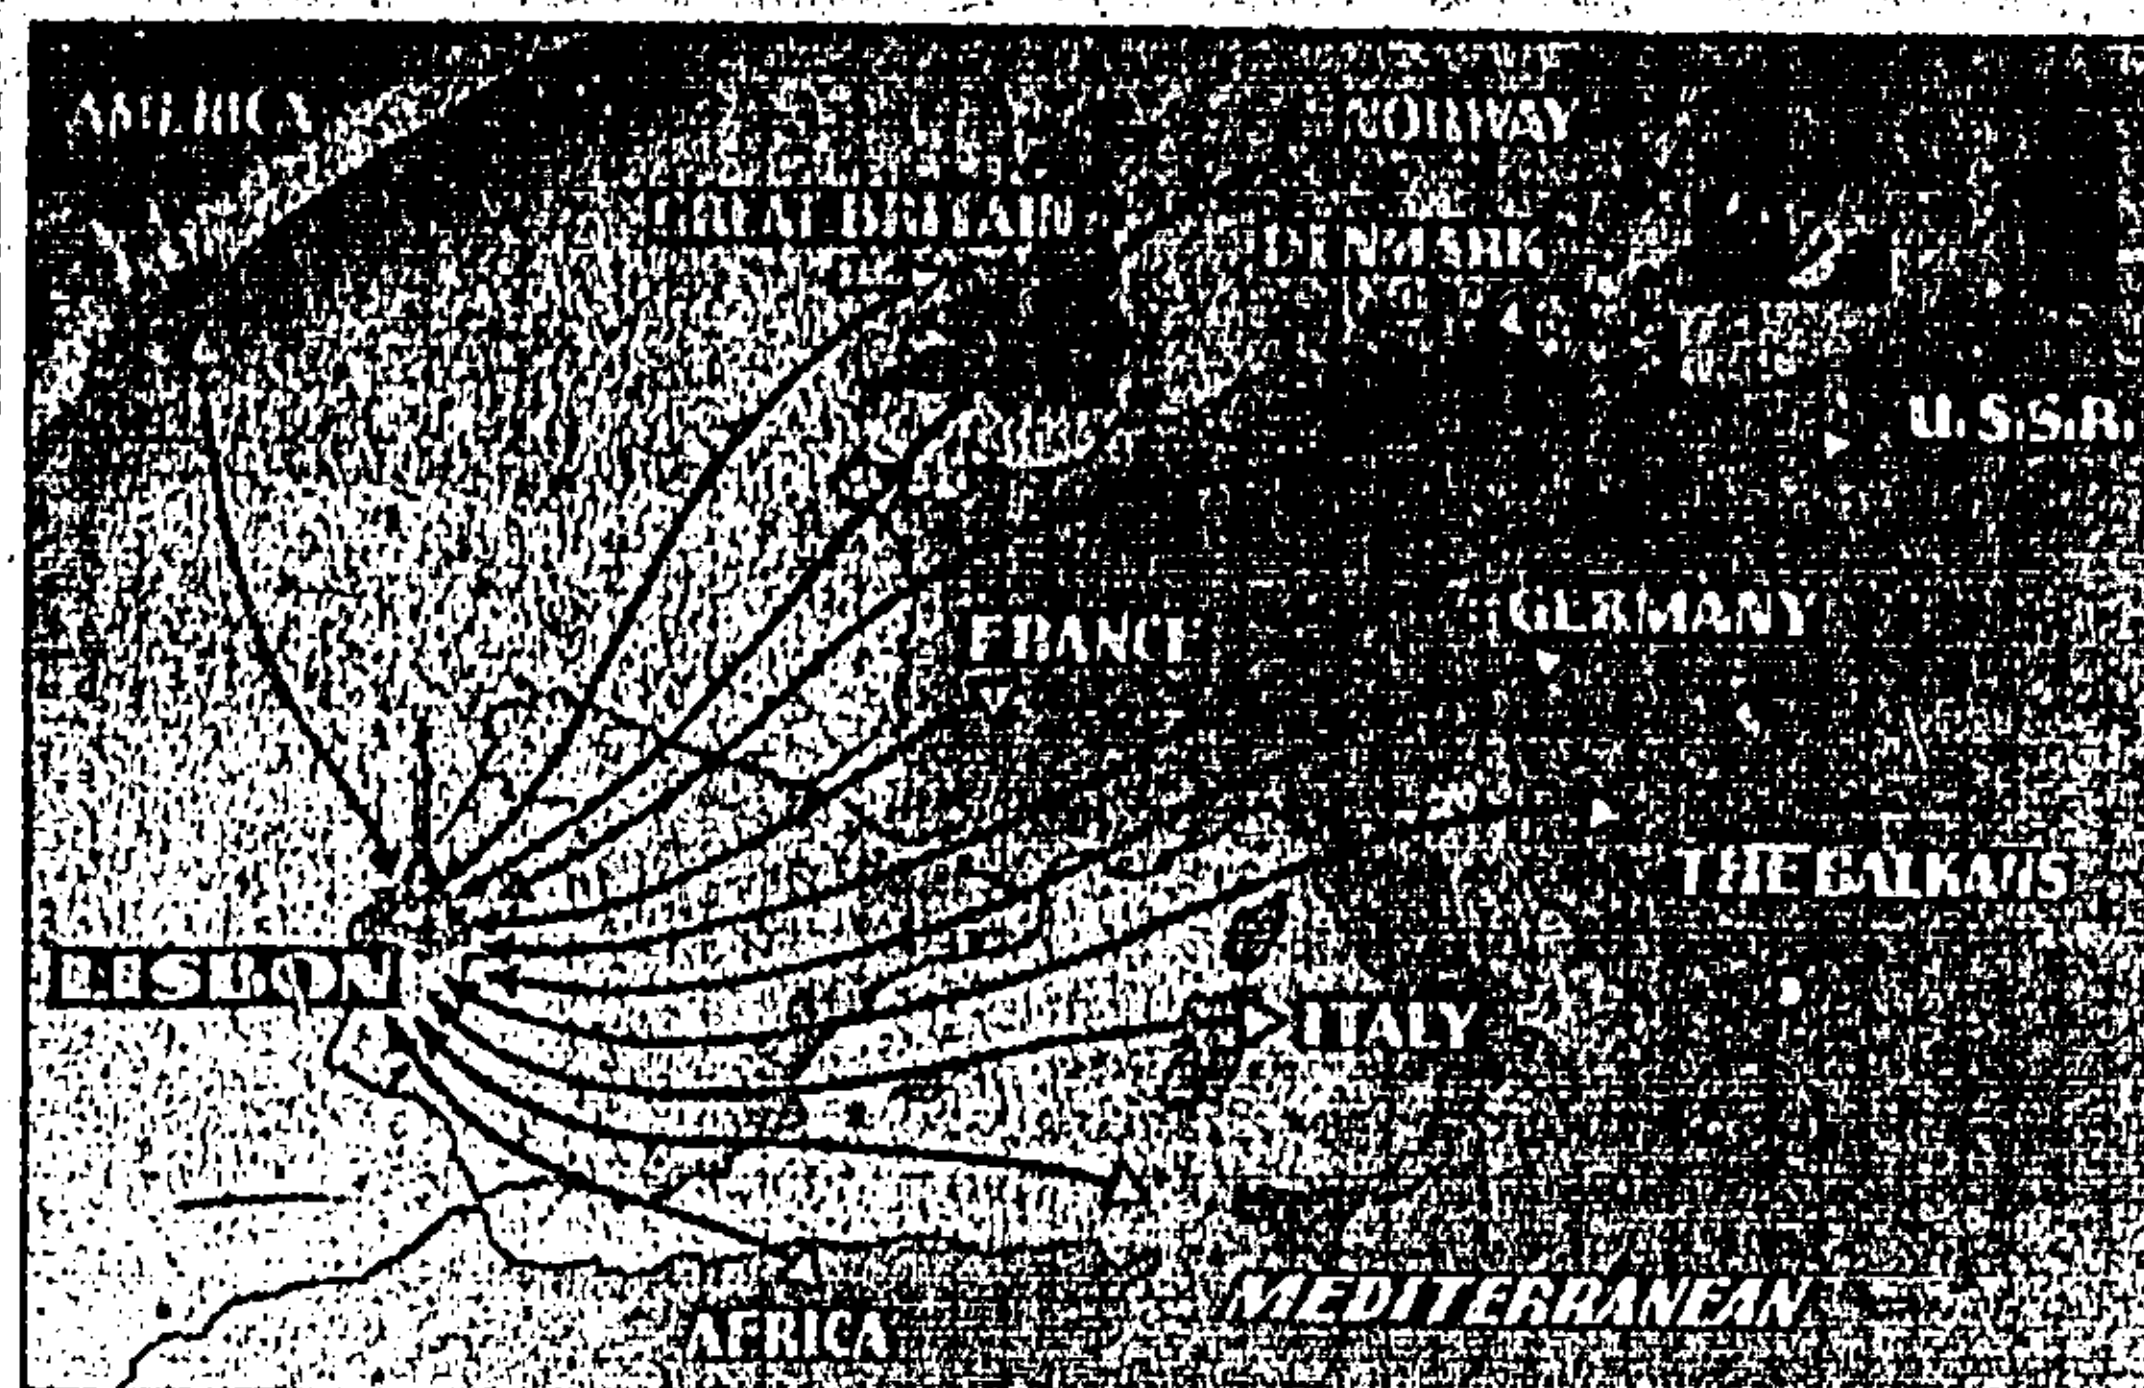 AMERICA
NORWAY
GREAT BRITAIN
DENMARK
U.S.S.R.
GERMANY
FRANCE
THE BALKANS
LISBON
ITALY
MEDITERRANEAN
AFRICA